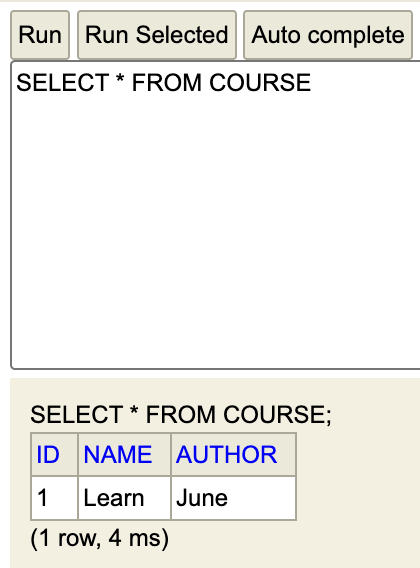 Run Run Selected Auto complete
SELECT * FROM COURSE
SELECT * FROM COURSE;
ID NAME AUTHOR
1 Learn June
(1 row, 4 ms)